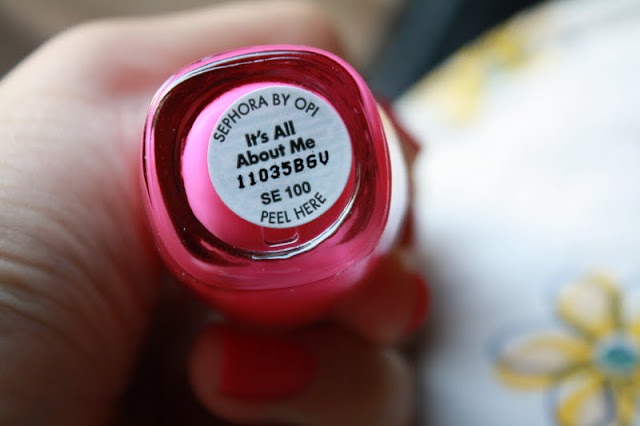 SEPHORA BY OPI
It's All
About Me
11035B6V
SE 100
PEEL HERE